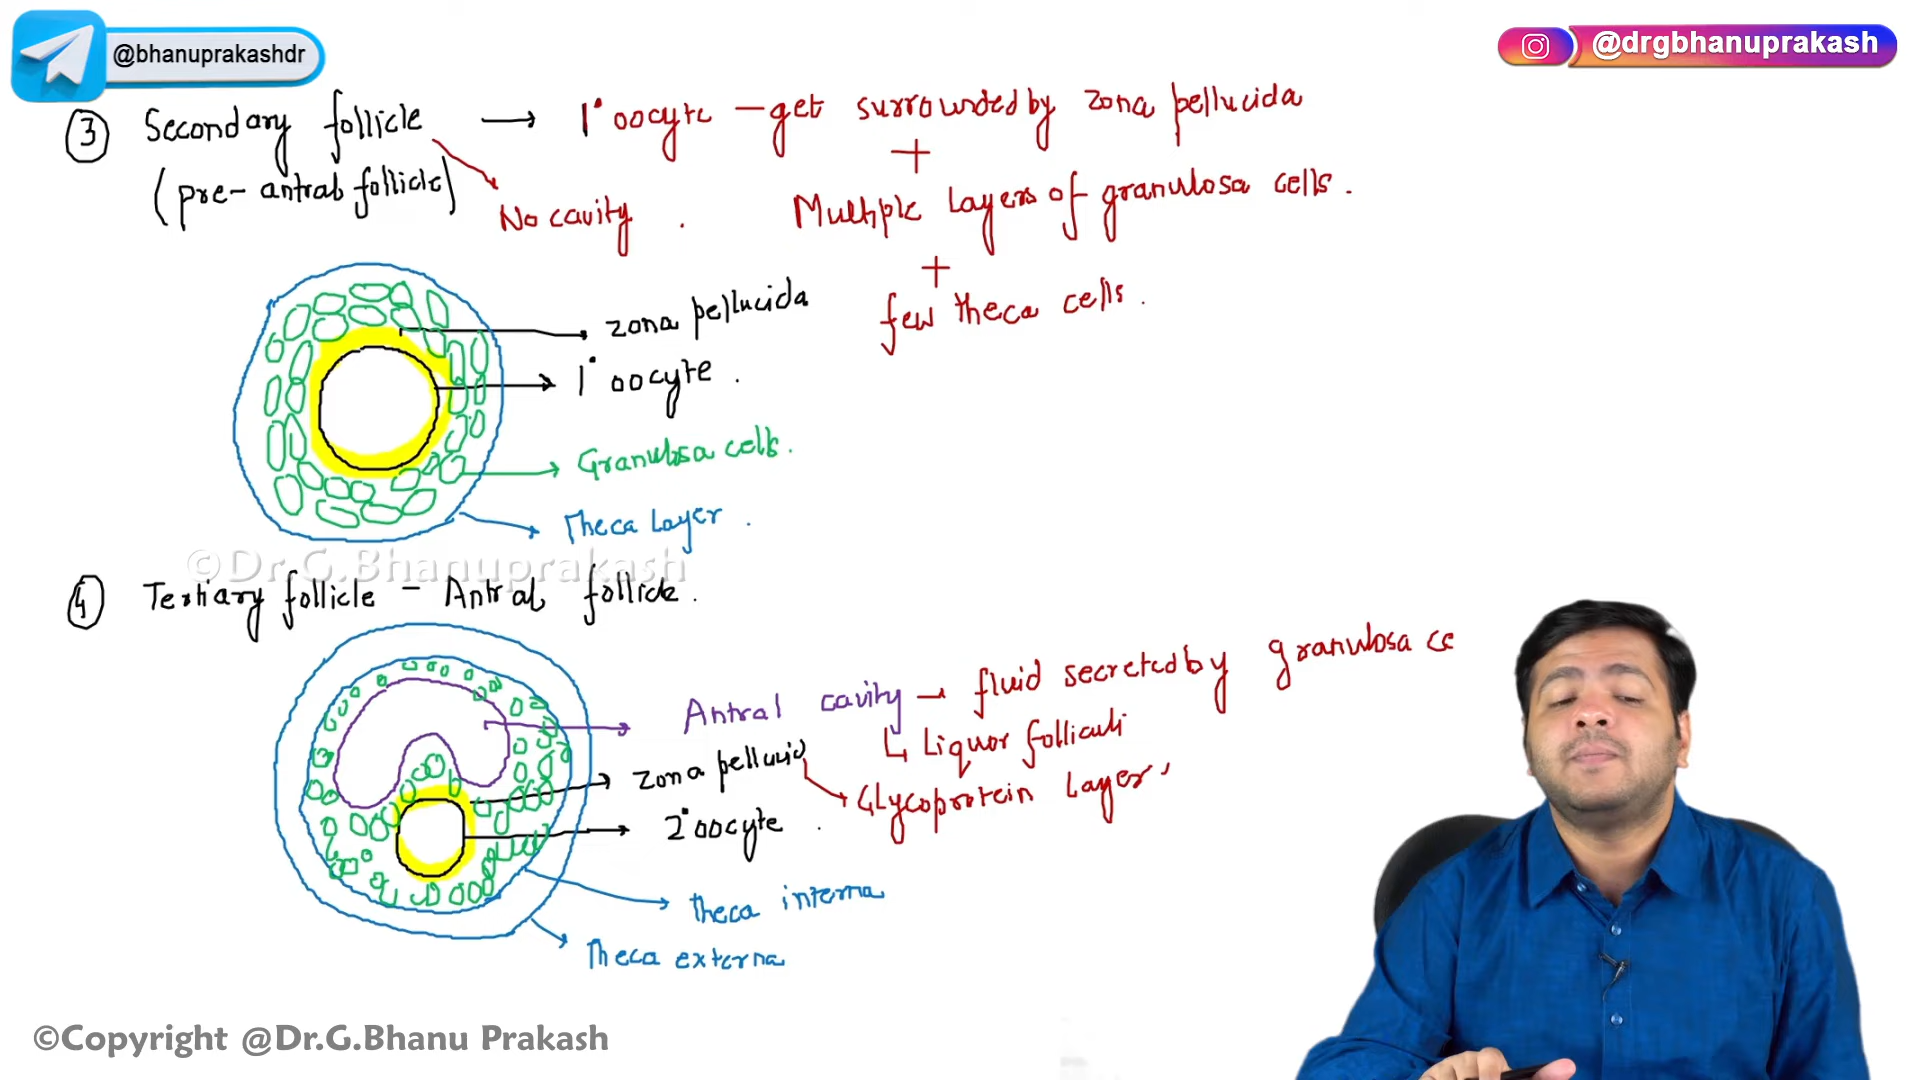 @bhanuprakashdr
@drgbhanuprakash
3 Secondary follicle → 1° oocyte – get surrounded by zona pellucida
(pre-antral follicle)
No cavity.
+
Multiple layers of granulosa cells.
+
few theca cells.
zona pellucida
1° oocyte.
Granulosa cells.
Theca Layer.
©Dr.G.Bhanuprakash
4 Tertiary follicle – Antral follicle.
Antral cavity → fluid secreted by granulosa ce
↳ Liquor folliculi
zona pellucid → Glycoprotein Layer.
2° oocyte.
theca interna
Theca externa
©Copyright @Dr.G.Bhanu Prakash